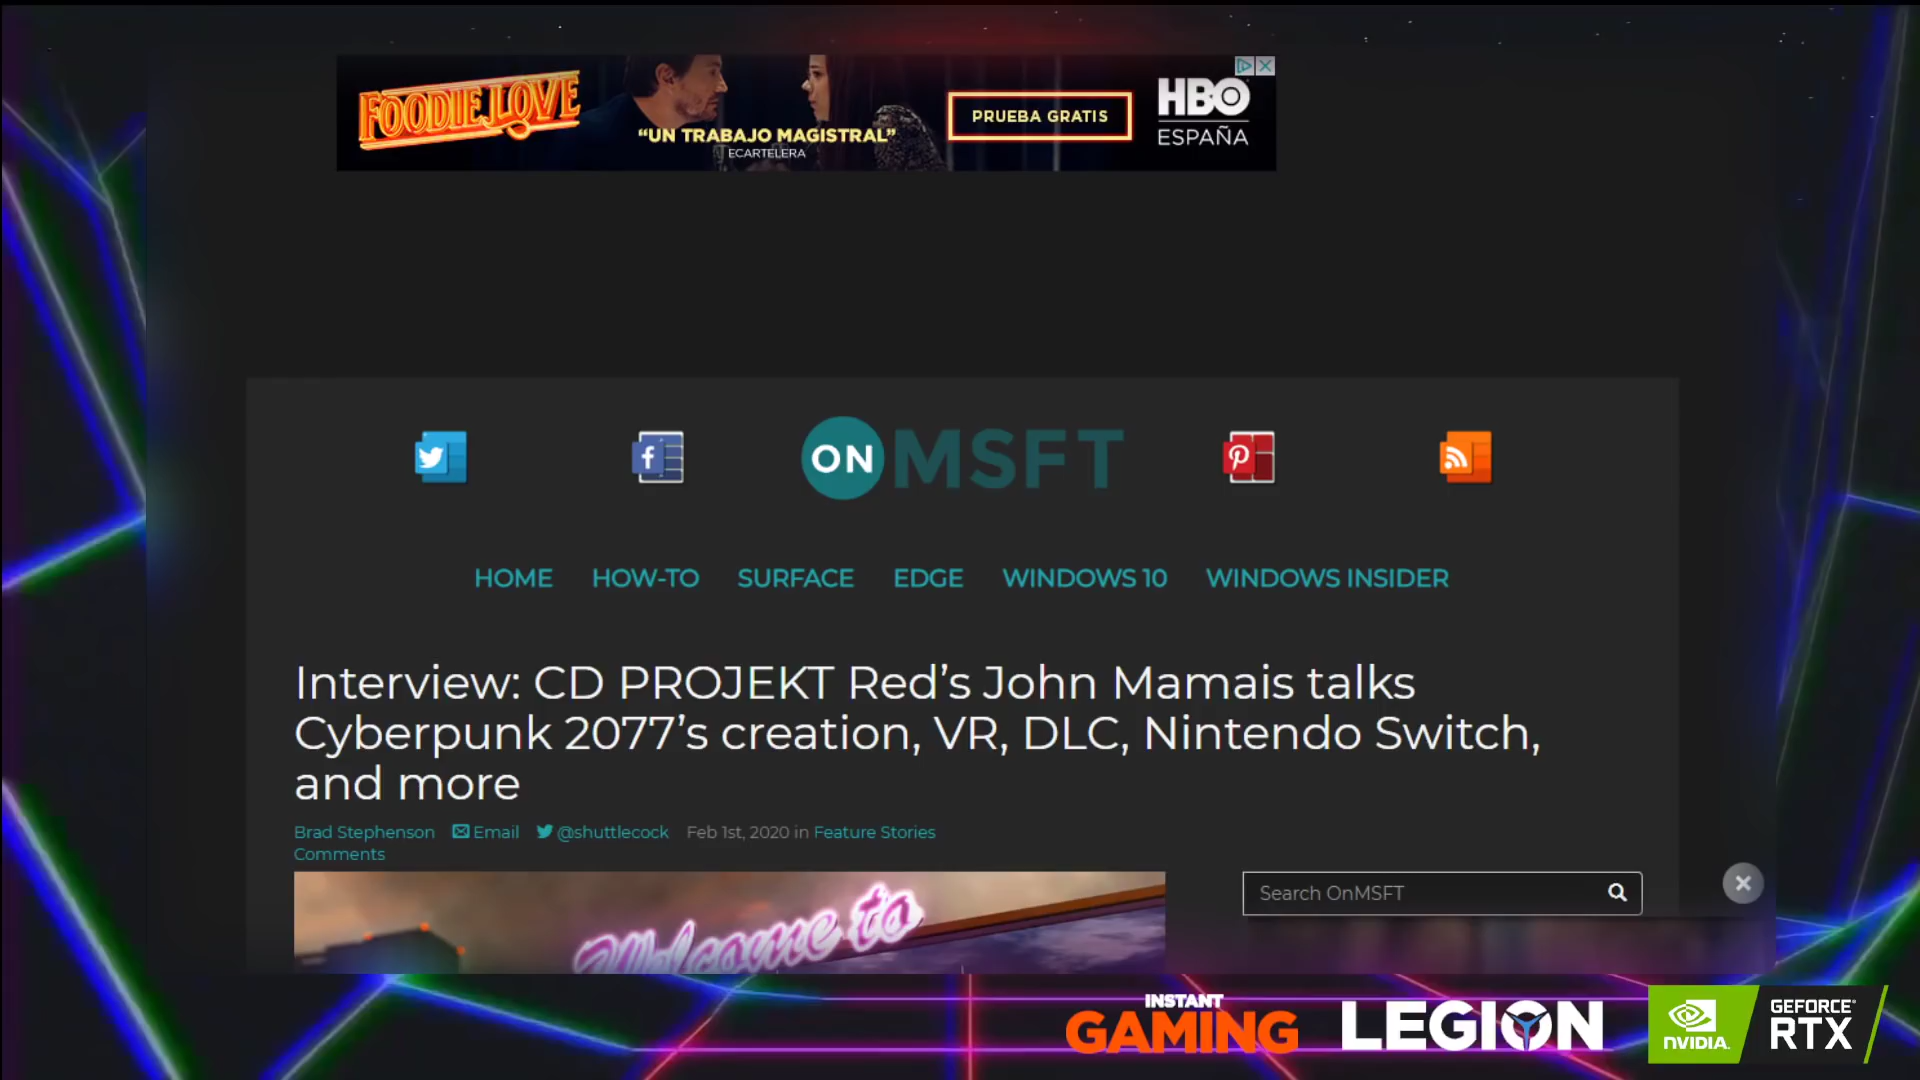 FOODIE LOVE
“UN TRABAJO MAGISTRAL”
ECARTELERA
PRUEBA GRATIS
HBO
ESPAÑA
ON MSFT
HOME HOW-TO SURFACE EDGE WINDOWS 10 WINDOWS INSIDER
Interview: CD PROJEKT Red’s John Mamais talks
Cyberpunk 2077’s creation, VR, DLC, Nintendo Switch,
and more
Brad Stephenson Email @shuttlecock Feb 1st, 2020 in Feature Stories
Comments
Welcome to
Search OnMSFT
INSTANT
GAMING
LEGION
NVIDIA.
GEFORCE®
RTX